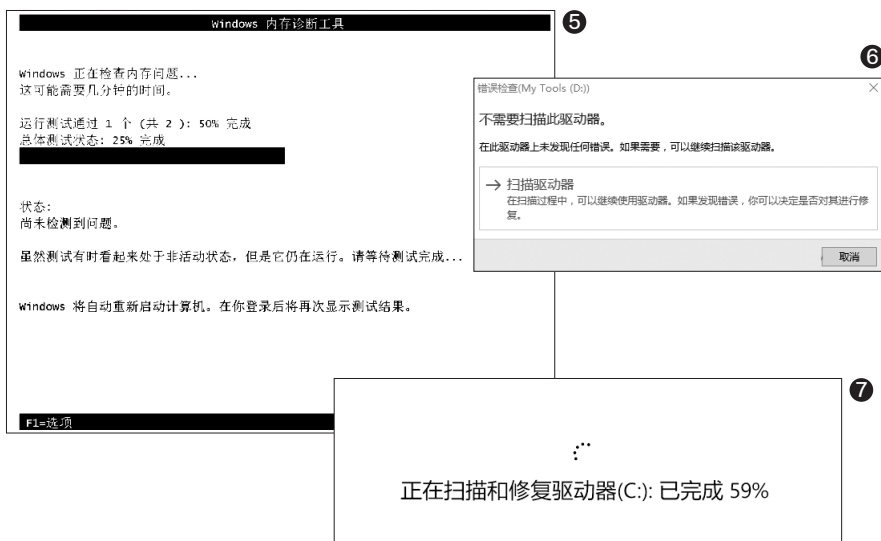 Windows 内存诊断工具
5
Windows 正在检查内存问题...
这可能需要几分钟的时间。
运行测试通过 1 个 (共 2 ): 50% 完成
总体测试状态: 25% 完成
状态:
尚未检测到问题。
虽然测试有时看起来处于非活动状态，但是它仍在运行。请等待测试完成...
Windows 将自动重新启动计算机。在你登录后将再次显示测试结果。
F1=选项
6
错误检查(My Tools (D:))
不需要扫描此驱动器。
在此驱动器上未发现任何错误。如果需要，可以继续扫描该驱动器。
→ 扫描驱动器
在扫描过程中，可以继续使用驱动器。如果发现错误，你可以决定是否对其进行修
复。
取消
7
正在扫描和修复驱动器(C:): 已完成 59%